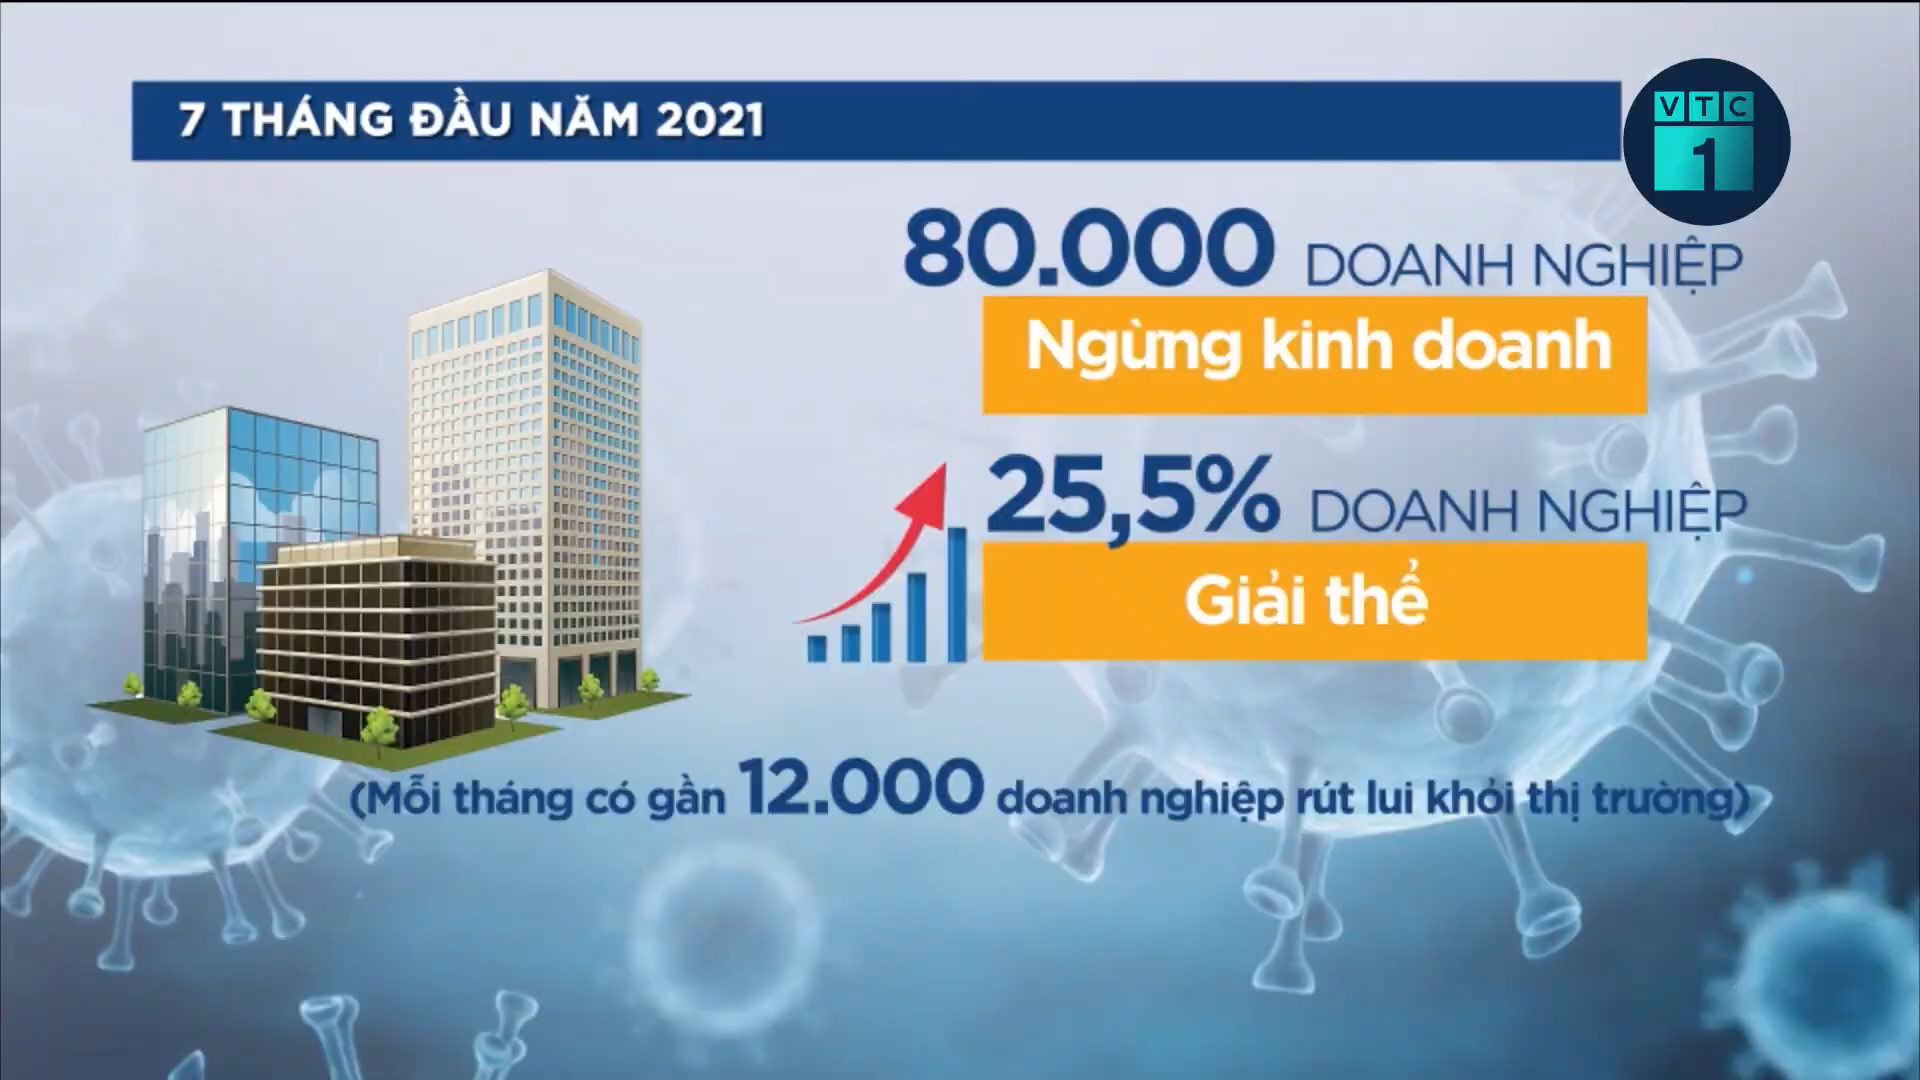 7 THÁNG ĐẦU NĂM 2021
VTC
1
80.000 DOANH NGHIỆP
Ngừng kinh doanh
25,5% DOANH NGHIỆP
Giải thể
(Mỗi tháng có gần 12.000 doanh nghiệp rút lui khỏi thị trường)